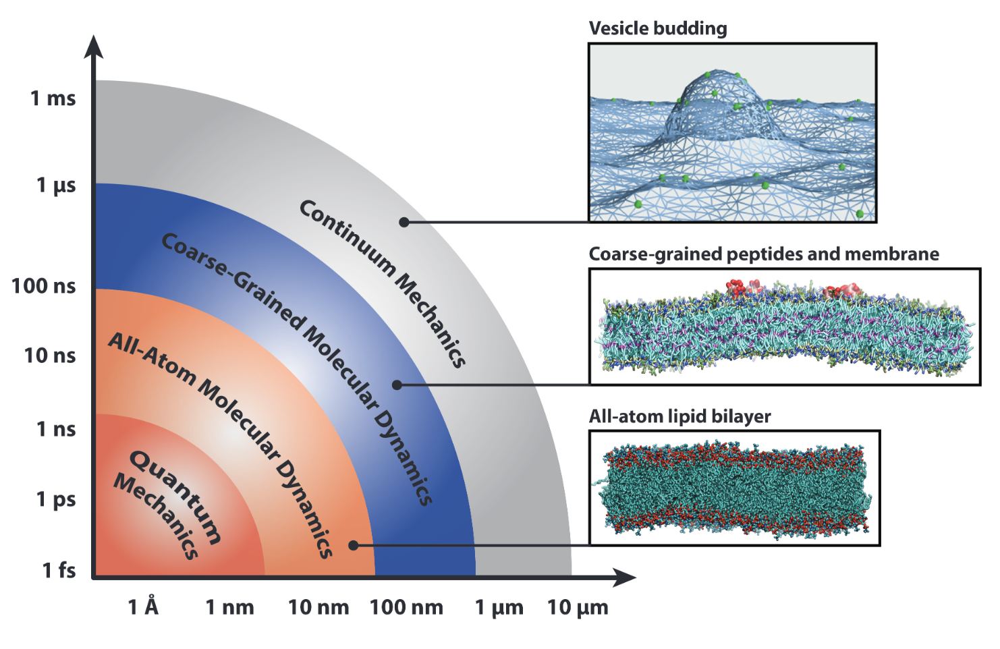 Vesicle budding
1 ms
1 µs
100 ns
10 ns
1 ns
1 ps
1 fs
Continuum Mechanics
Coarse-Grained Molecular Dynamics
All-Atom Molecular Dynamics
Quantum
Mechanics
Coarse-grained peptides and membrane
All-atom lipid bilayer
1 Å
1 nm
10 nm
100 nm
1 µm
10 µm